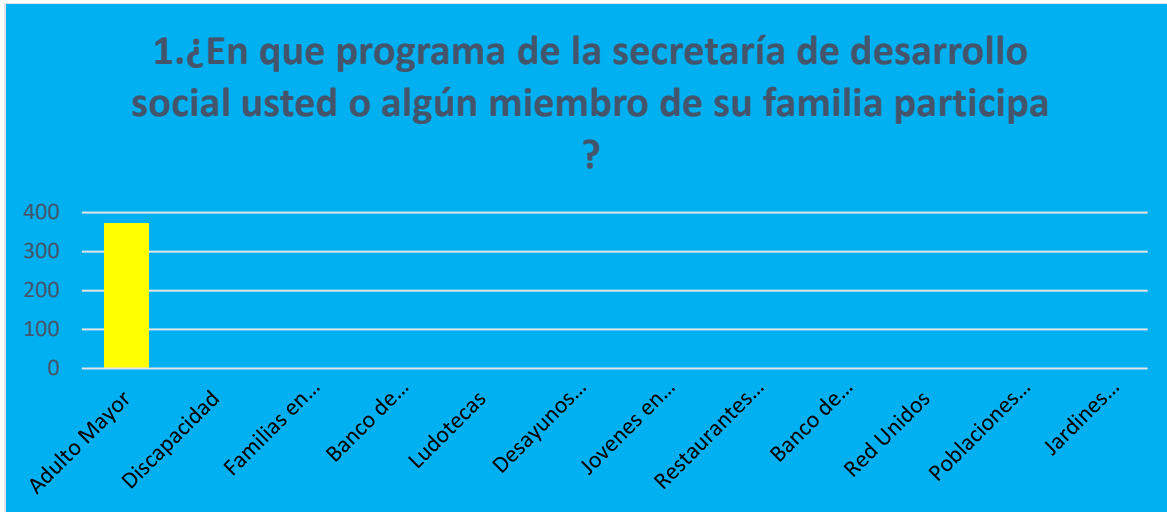 1.¿En que programa de la secretaría de desarrollo
social usted o algún miembro de su familia participa
?
400
300
200
100
0
Adulto Mayor
Discapacidad
Familias en…
Banco de…
Ludotecas
Desayunos…
Jovenes en…
Restaurantes…
Banco de…
Red Unidos
Poblaciones…
Jardines…